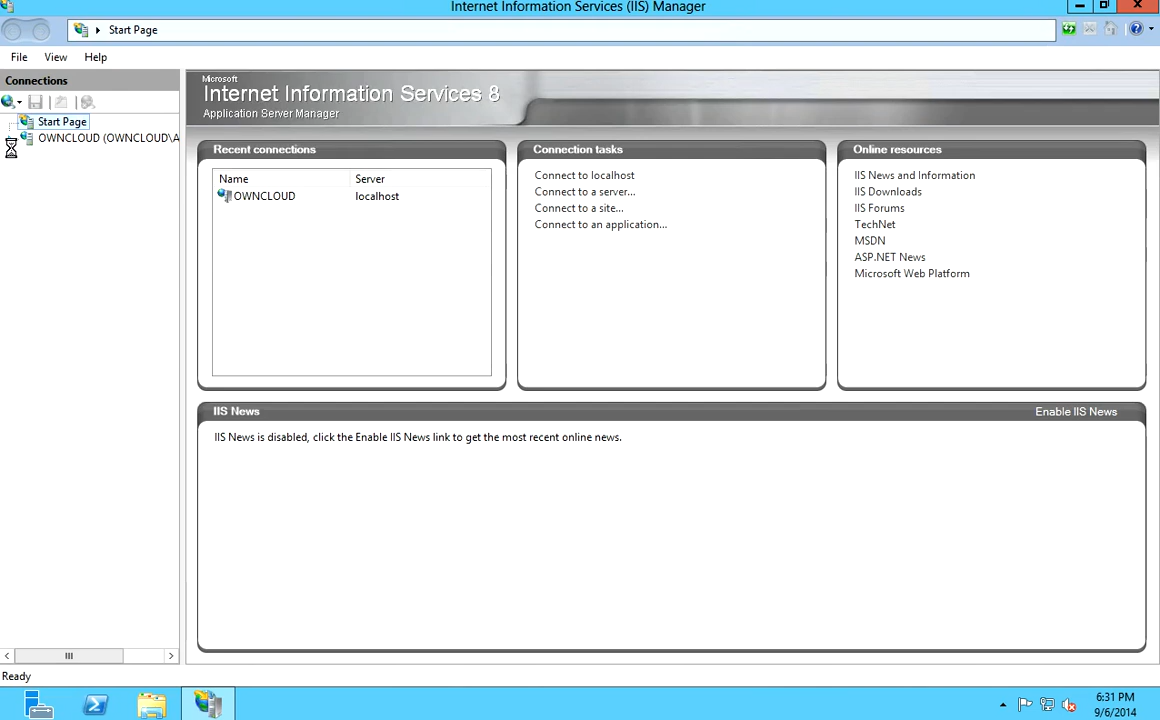 Internet Information Services (IIS) Manager
Start Page
File View Help
Connections
Start Page
OWNCLOUD (OWNCLOUD\A
Microsoft
Internet Information Services 8
Application Server Manager
Recent connections
Name Server
OWNCLOUD localhost
Connection tasks
Connect to localhost
Connect to a server...
Connect to a site...
Connect to an application...
Online resources
IIS News and Information
IIS Downloads
IIS Forums
TechNet
MSDN
ASP.NET News
Microsoft Web Platform
IIS News Enable IIS News
IIS News is disabled, click the Enable IIS News link to get the most recent online news.
Ready
6:31 PM
9/6/2014